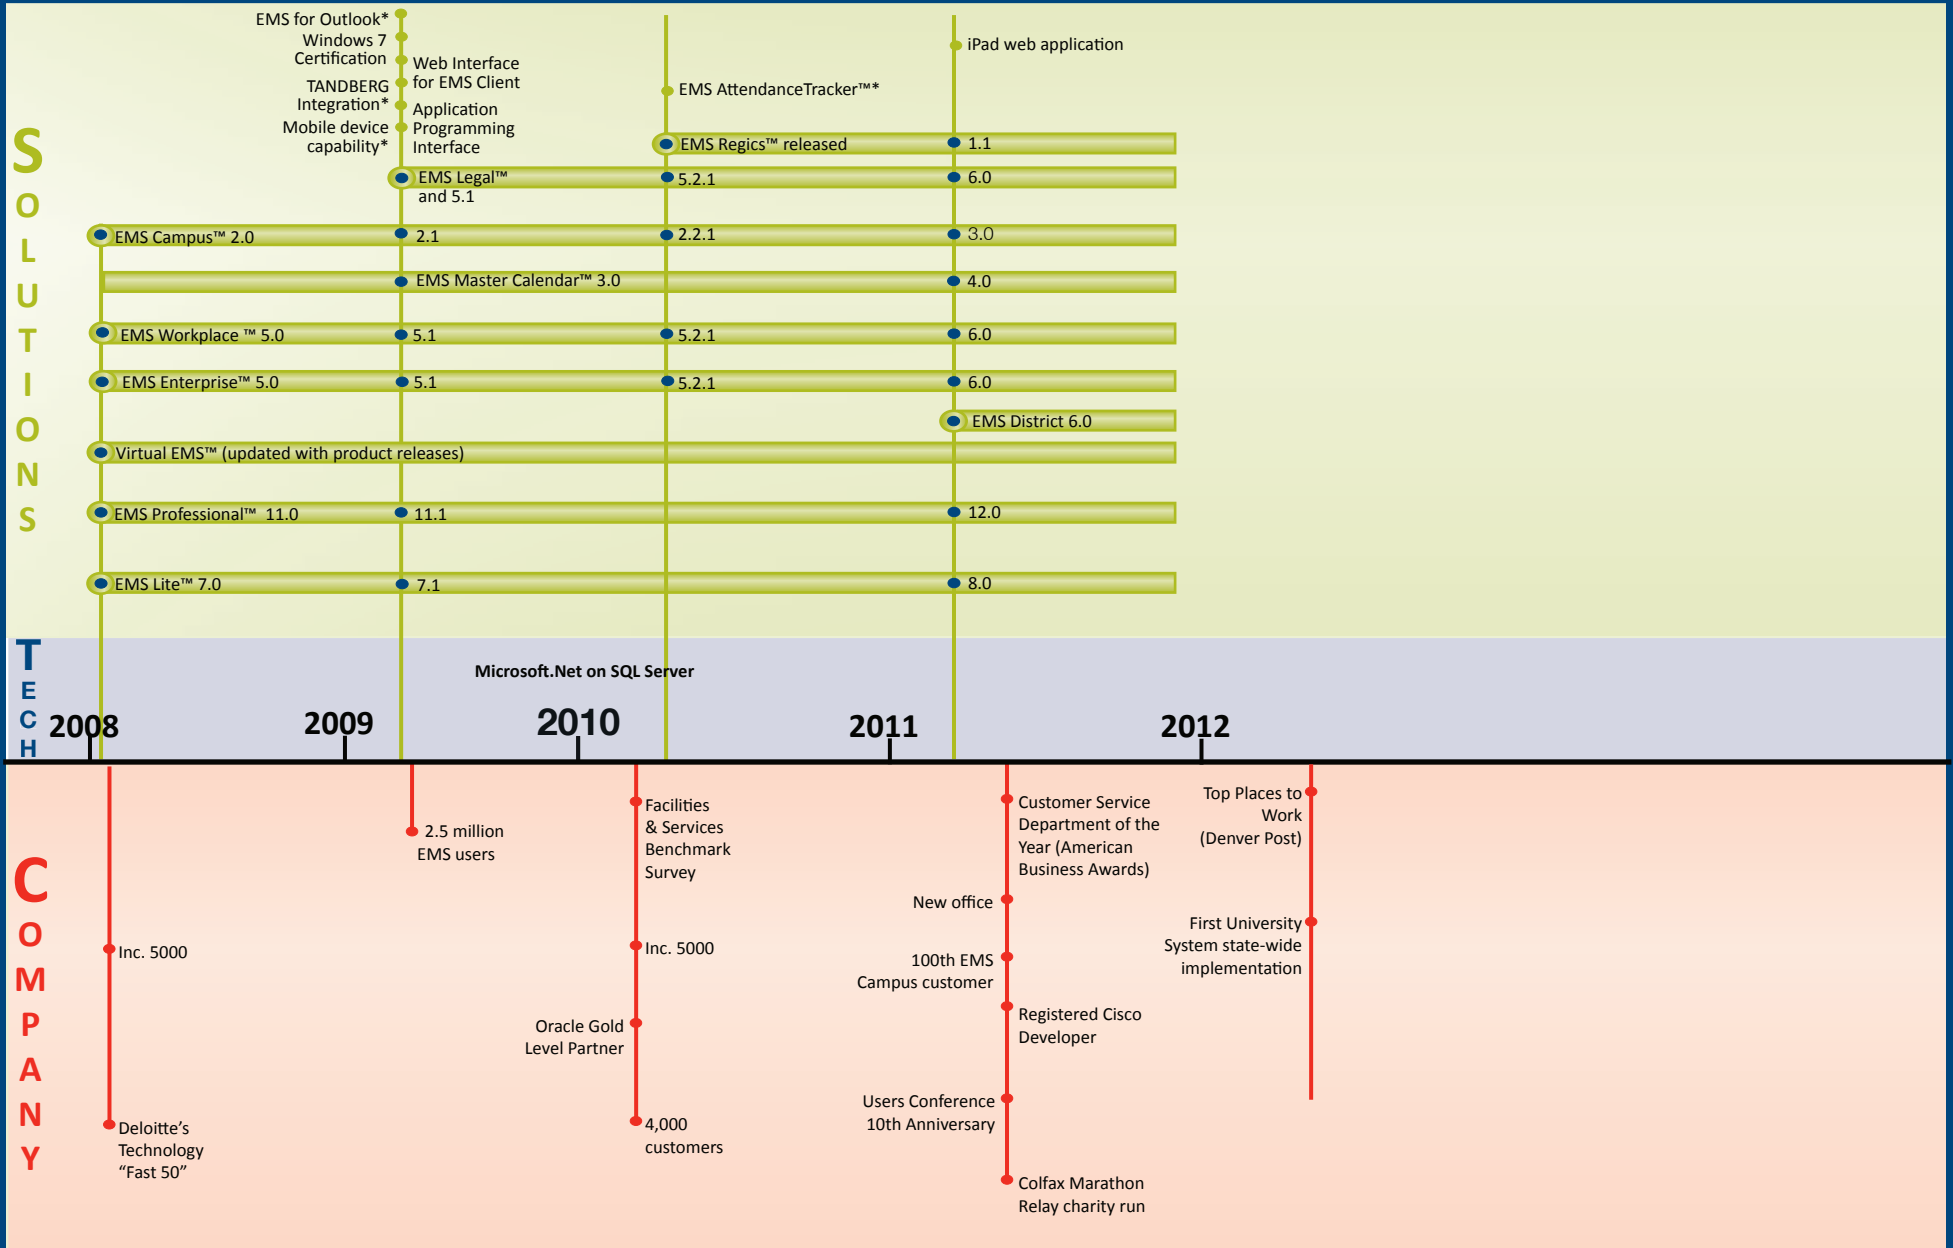 SOLUTIONS
EMS for Outlook*
Windows 7
Certification
TANDBERG
Integration*
Mobile device
capability*
Web Interface
for EMS Client
Application
Programming
Interface
EMS AttendanceTracker™*
iPad web application
EMS Regics™ released
1.1
EMS Legal™
and 5.1
5.2.1
6.0
EMS Campus™ 2.0
2.1
2.2.1
3.0
EMS Master Calendar™ 3.0
4.0
EMS Workplace ™ 5.0
5.1
5.2.1
6.0
EMS Enterprise™ 5.0
5.1
5.2.1
6.0
EMS District 6.0
Virtual EMS™ (updated with product releases)
EMS Professional™ 11.0
11.1
12.0
EMS Lite™ 7.0
7.1
8.0
TECH
Microsoft.Net on SQL Server
2008
2009
2010
2011
2012
COMPANY
Inc. 5000
Deloitte’s
Technology
“Fast 50”
2.5 million
EMS users
Facilities
& Services
Benchmark
Survey
Inc. 5000
Oracle Gold
Level Partner
4,000
customers
Customer Service
Department of the
Year (American
Business Awards)
New office
100th EMS
Campus customer
Registered Cisco
Developer
Users Conference
10th Anniversary
Colfax Marathon
Relay charity run
Top Places to
Work
(Denver Post)
First University
System state-wide
implementation